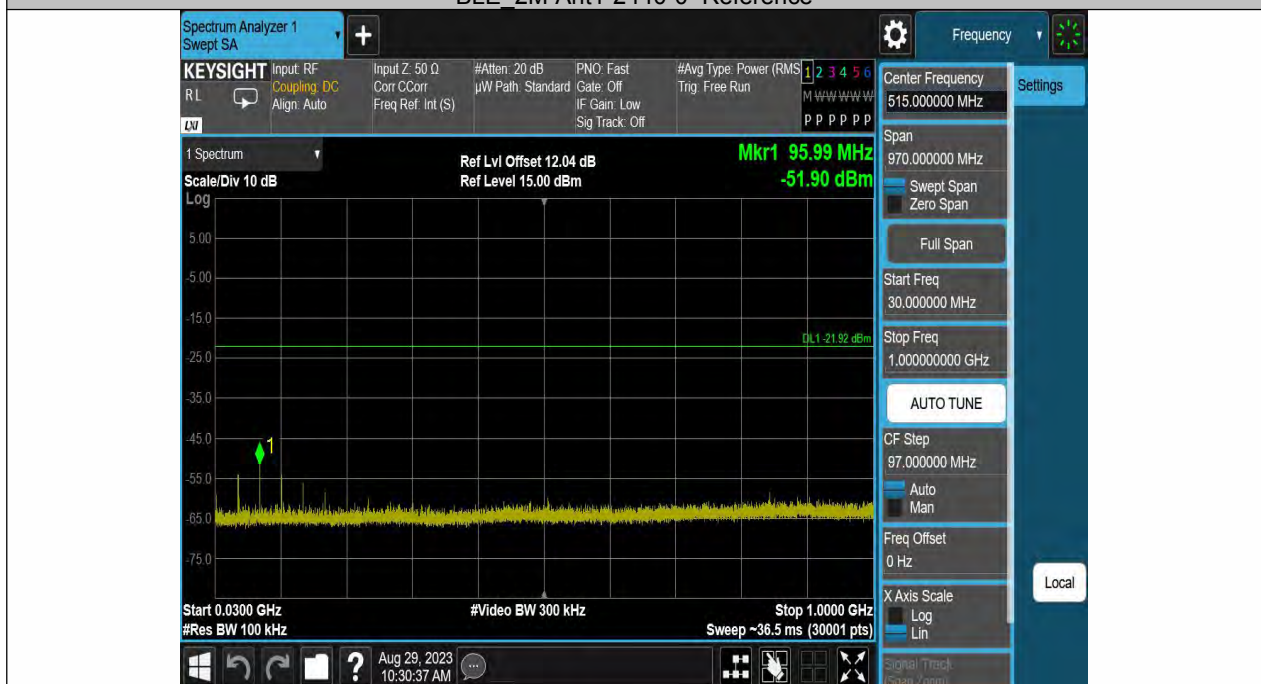 Spectrum Analyzer 1
Swept SA
Frequency
KEYSIGHT
RL
LXI
Input: RF
Coupling: DC
Align: Auto
Input Z: 50 Ω
Corr CCorr
Freq Ref: Int (S)
#Atten: 20 dB
µW Path: Standard
PNO: Fast
Gate: Off
IF Gain: Low
Sig Track: Off
#Avg Type: Power (RMS
Trig: Free Run
1 2 3 4 5 6
M W W W W W
P P P P P P
Center Frequency
515.000000 MHz
Settings
1 Spectrum
Scale/Div 10 dB
Log
Ref Lvl Offset 12.04 dB
Ref Level 15.00 dBm
Mkr1 95.99 MHz
-51.90 dBm
Span
970.000000 MHz
Swept Span
Zero Span
Full Span
Start Freq
30.000000 MHz
Stop Freq
1.000000000 GHz
AUTO TUNE
CF Step
97.000000 MHz
Auto
Man
Freq Offset
0 Hz
X Axis Scale
Log
Lin
Signal Track
(Span Zoom)
Local
5.00
-5.00
-15.0
DL1 -21.92 dBm
-25.0
-35.0
-45.0
1
-55.0
-65.0
-75.0
Start 0.0300 GHz
#Video BW 300 kHz
Stop 1.0000 GHz
#Res BW 100 kHz
Sweep ~36.5 ms (30001 pts)
?
Aug 29, 2023
10:30:37 AM